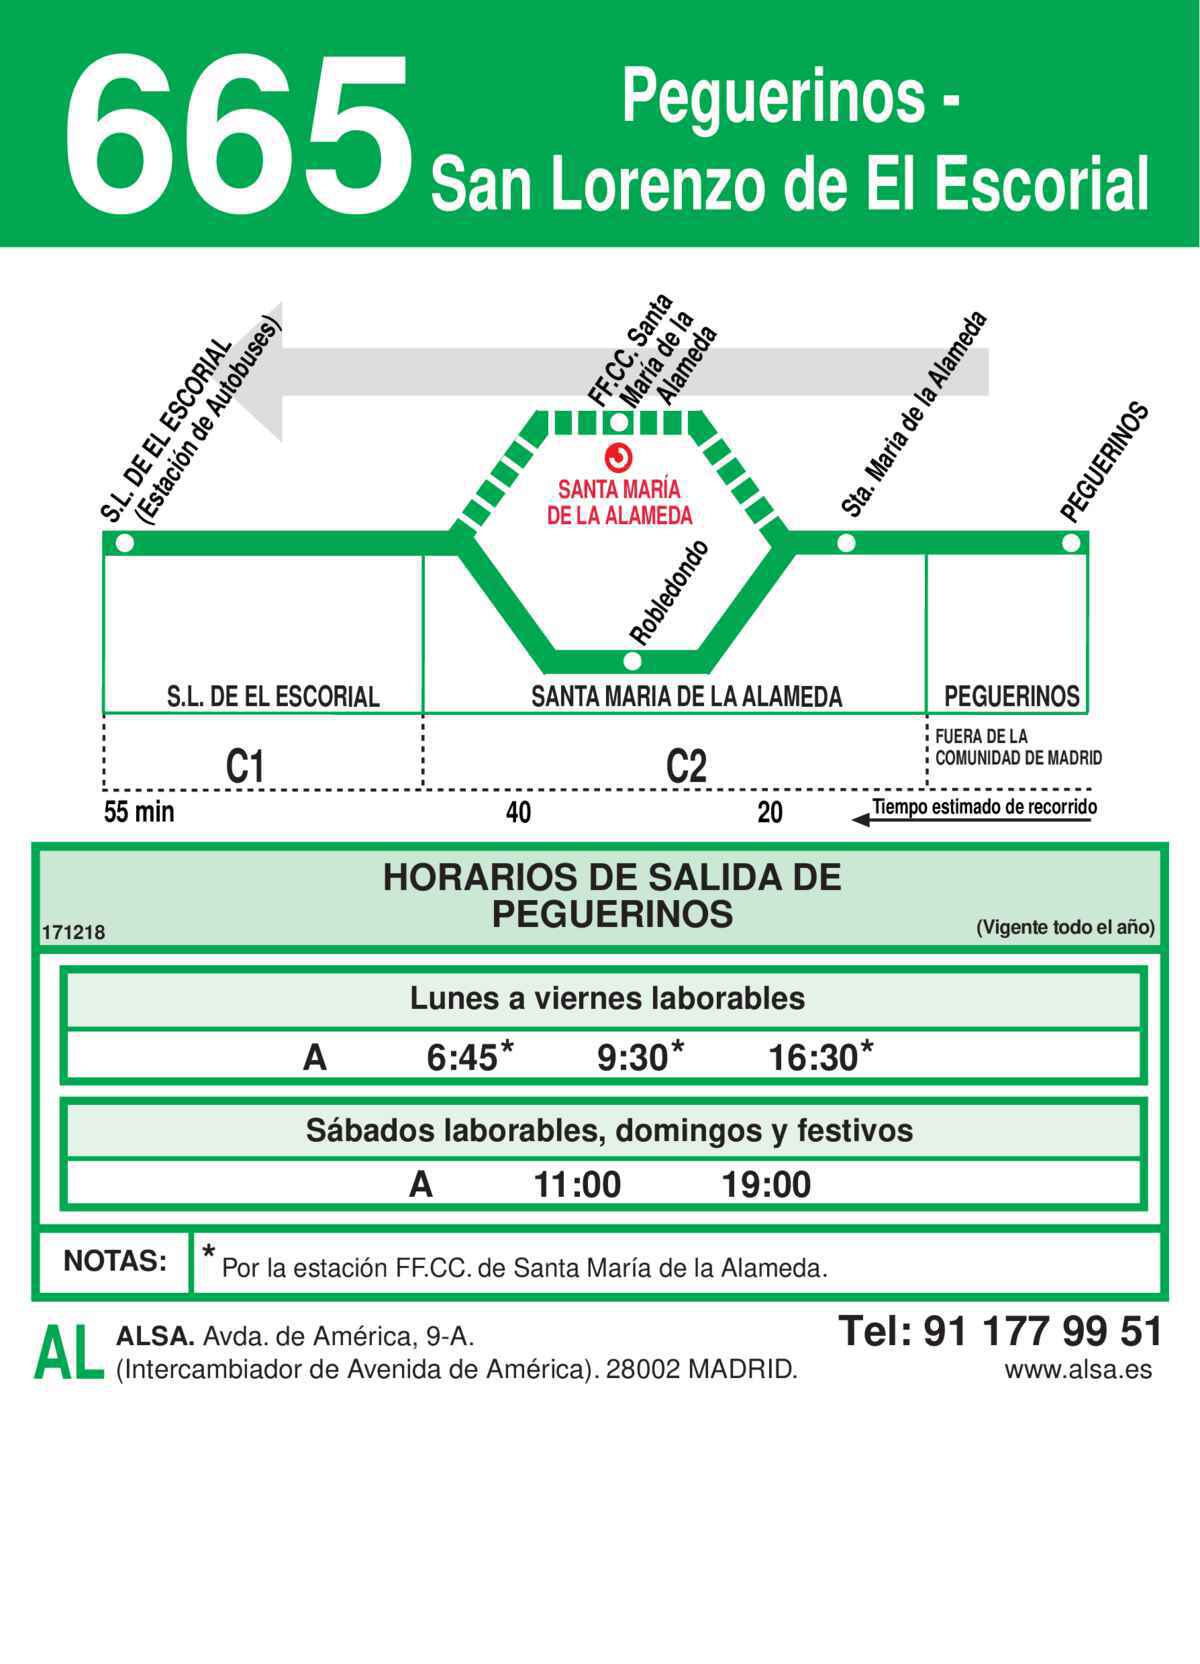 665
Peguerinos -
San Lorenzo de El Escorial
S.L. DE EL ESCORIAL
(Estación de Autobuses)
FF.CC. Santa
María de la
Alameda
Sta. Maria de la Alameda
PEGUERINOS
SANTA MARÍA
DE LA ALAMEDA
Robledondo
S.L. DE EL ESCORIAL
SANTA MARIA DE LA ALAMEDA
PEGUERINOS
C1
C2
FUERA DE LA
COMUNIDAD DE MADRID
55 min
40
20
Tiempo estimado de recorrido
HORARIOS DE SALIDA DE
PEGUERINOS
171218
(Vigente todo el año)
Lunes a viernes laborables
A 6:45* 9:30* 16:30*
Sábados laborables, domingos y festivos
A 11:00 19:00
NOTAS:
* Por la estación FF.CC. de Santa María de la Alameda.
AL
ALSA. Avda. de América, 9-A.
(Intercambiador de Avenida de América). 28002 MADRID.
Tel: 91 177 99 51
www.alsa.es